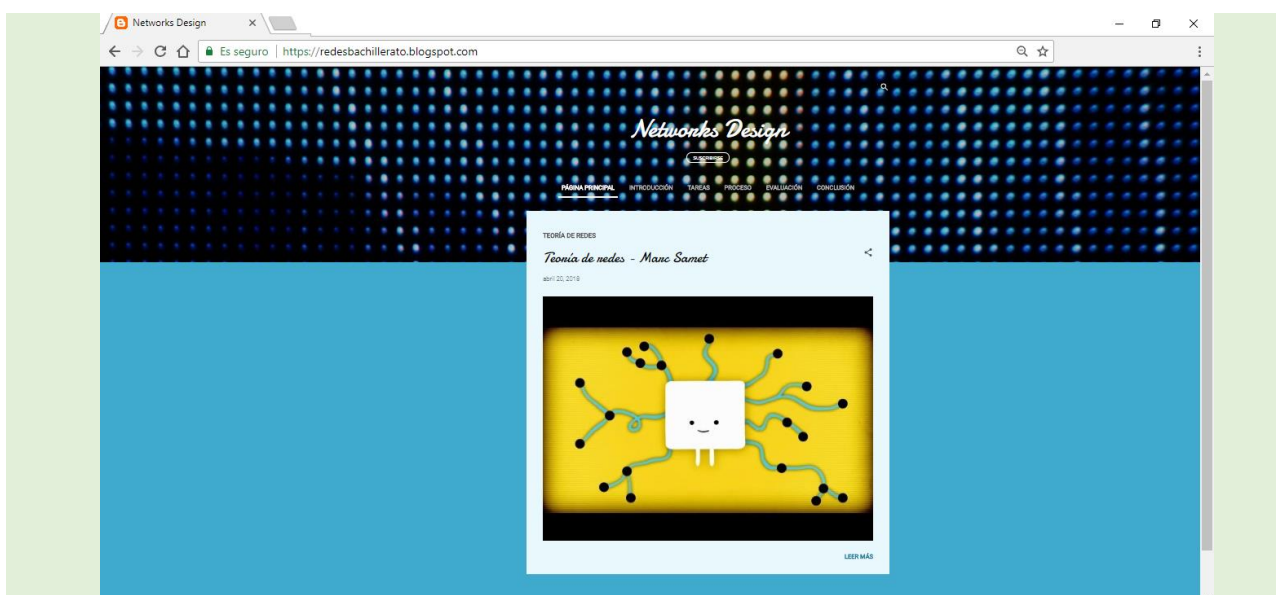 Networks Design
Es seguro | https://redesbachillerato.blogspot.com
Networks Design
SUSCRIBIRSE
PÁGINA PRINCIPAL INTRODUCCIÓN TAREAS PROCESO EVALUACIÓN CONCLUSIÓN
TEORÍA DE REDES
Teoría de redes - Marc Samet
abril 20, 2018
LEER MÁS